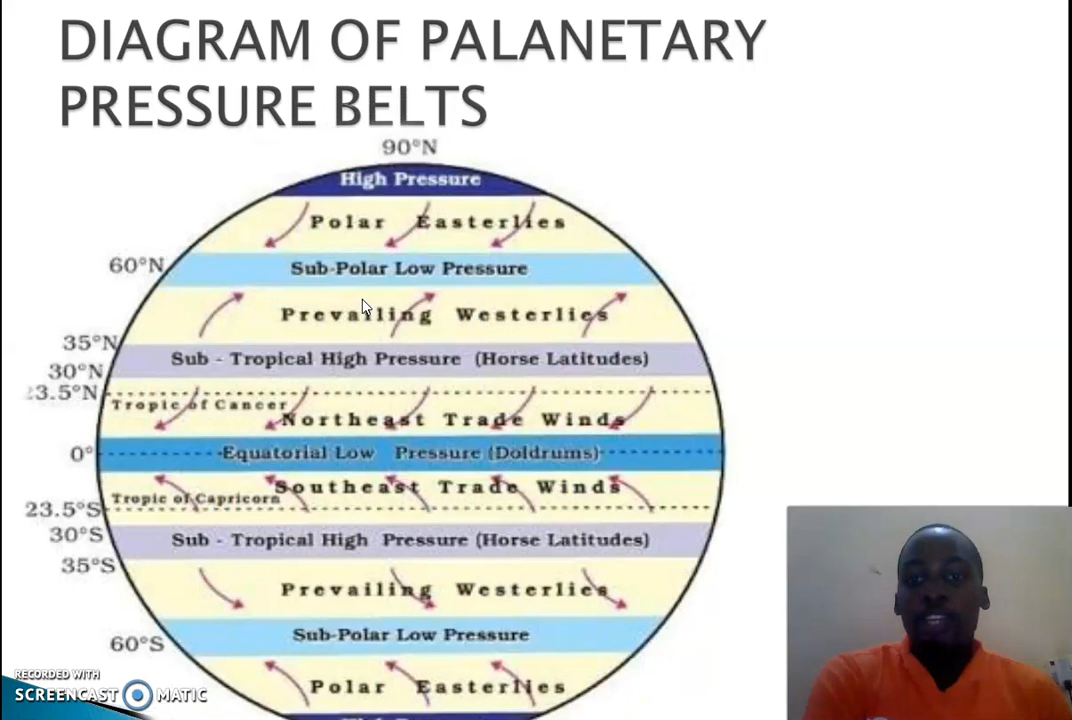 DIAGRAM OF PALANETARY
PRESSURE BELTS
90°N
High Pressure
Polar Easterlies
60°N
Sub-Polar Low Pressure
Prevailing Westerlies
35°N
Sub - Tropical High Pressure (Horse Latitudes)
30°N
23.5°N
Tropic of Cancer
Northeast Trade Winds
0°
Equatorial Low Pressure (Doldrums)
Southeast Trade Winds
Tropic of Capricorn
23.5°S
30°S
Sub - Tropical High Pressure (Horse Latitudes)
35°S
Prevailing Westerlies
Sub-Polar Low Pressure
60°S
RECORDED WITH
SCREENCAST MATIC
Polar Easterlies